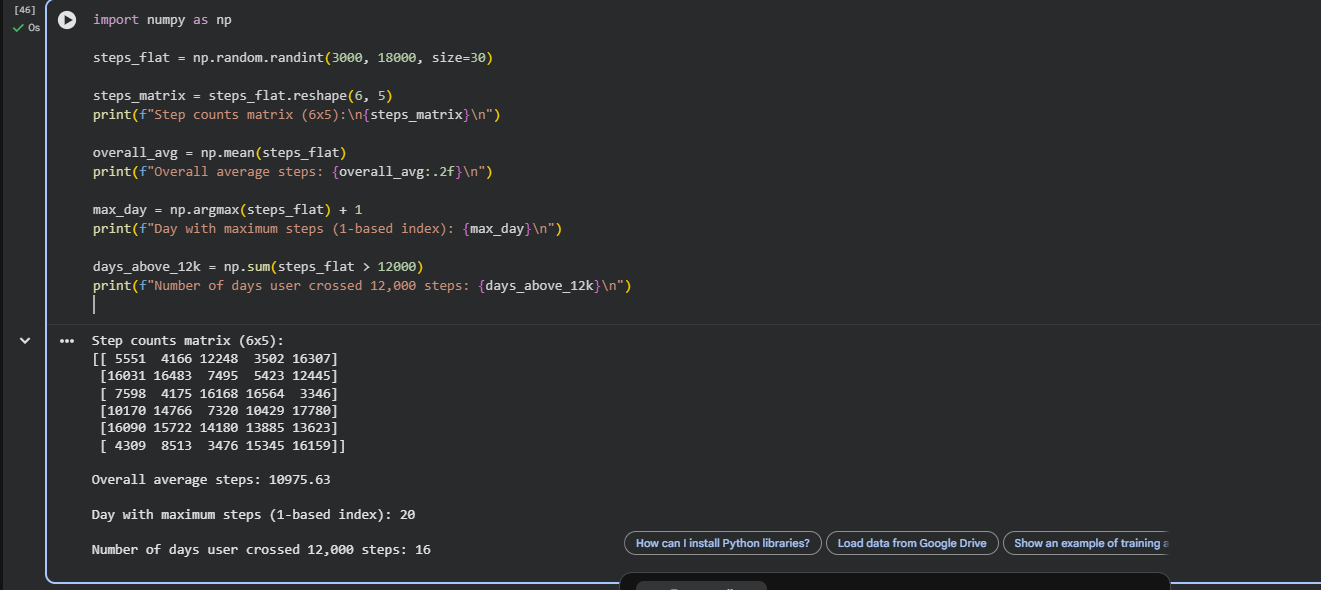 [46]
0s
import numpy as np
steps_flat = np.random.randint(3000, 18000, size=30)
steps_matrix = steps_flat.reshape(6, 5)
print(f"Step counts matrix (6x5):\n{steps_matrix}\n")
overall_avg = np.mean(steps_flat)
print(f"Overall average steps: {overall_avg:.2f}\n")
max_day = np.argmax(steps_flat) + 1
print(f"Day with maximum steps (1-based index): {max_day}\n")
days_above_12k = np.sum(steps_flat > 12000)
print(f"Number of days user crossed 12,000 steps: {days_above_12k}\n")
Step counts matrix (6x5):
[[ 5551  4166 12248  3502 16307]
 [16031 16483  7495  5423 12445]
 [ 7598  4175 16168 16564  3346]
 [10170 14766  7320 10429 17780]
 [16090 15722 14180 13885 13623]
 [ 4309  8513  3476 15345 16159]]
Overall average steps: 10975.63
Day with maximum steps (1-based index): 20
Number of days user crossed 12,000 steps: 16
How can I install Python libraries? Load data from Google Drive Show an example of training